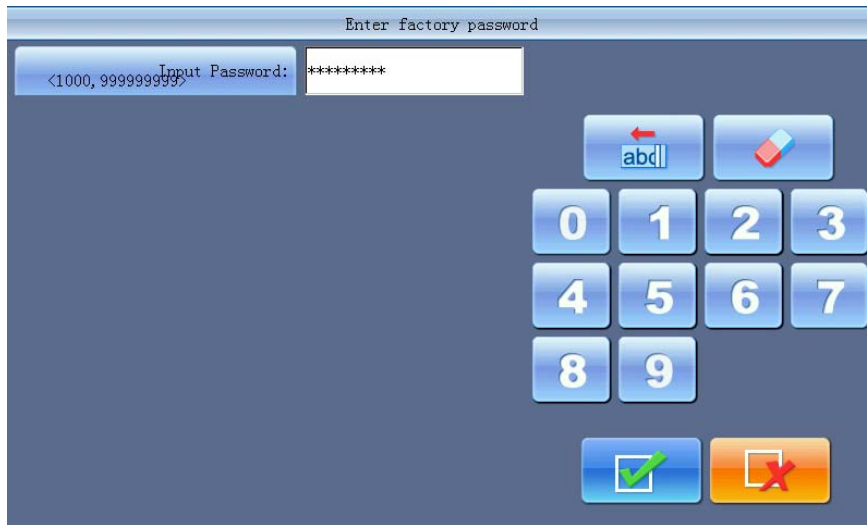 Enter factory password
Input Password:
<1000, 999999999>
*********
abc
0 1 2 3
4 5 6 7
8 9